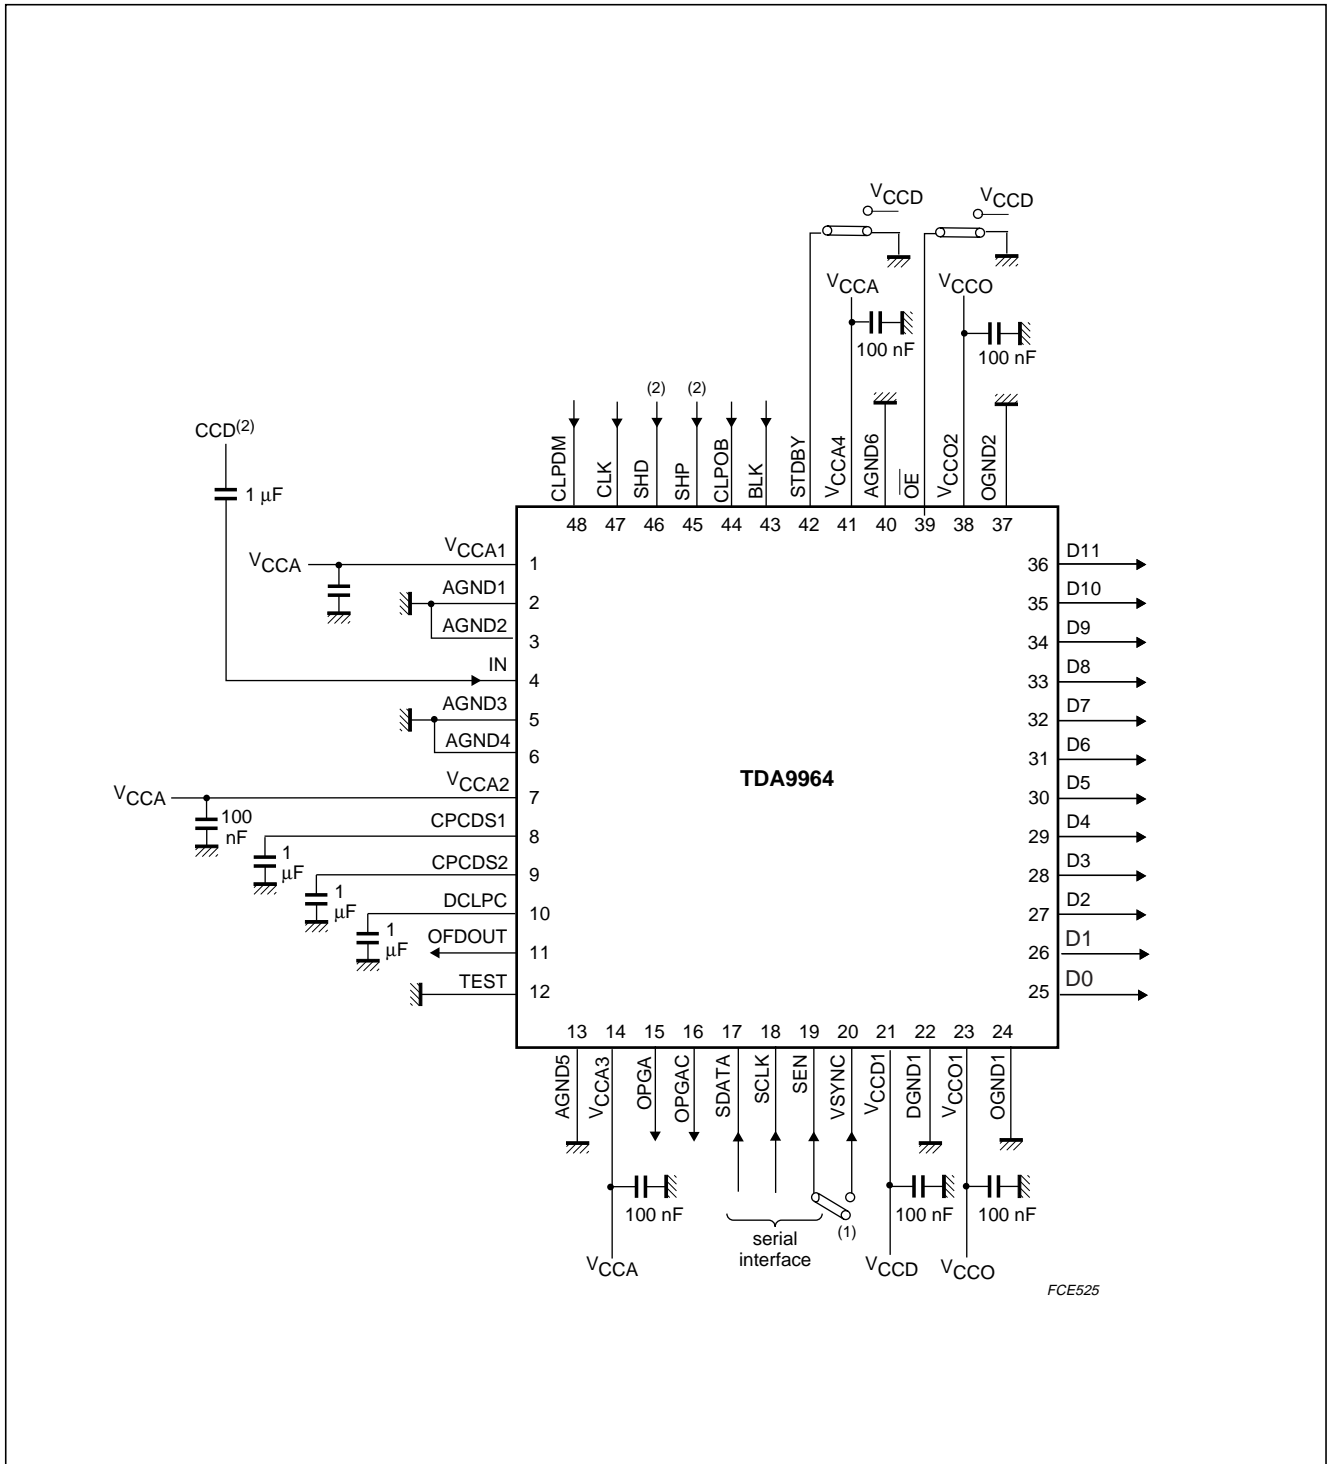 VCCD
VCCD
VCCA
VCCO
100 nF
100 nF
(2)
(2)
CCD(2)
1 μF
CLPDM
CLK
SHD
SHP
CLPOB
BLK
STDBY
VCCA4
AGND6
OE
VCCO2
OGND2
48
47
46
45
44
43
42
41
40
39
38
37
VCCA
VCCA1
1
AGND1
2
AGND2
3
IN
4
AGND3
5
AGND4
6
VCCA
VCCA2
7
100
nF
CPCDS1
8
1
μF
CPCDS2
9
1
μF
DCLPC
10
1
μF
OFDOUT
11
TEST
12
TDA9964
36
D11
35
D10
34
D9
33
D8
32
D7
31
D6
30
D5
29
D4
28
D3
27
D2
26
D1
25
D0
13
14
15
16
17
18
19
20
21
22
23
24
AGND5
VCCA3
OPGA
OPGAC
SDATA
SCLK
SEN
VSYNC
VCCD1
DGND1
VCCO1
OGND1
100 nF
100 nF
100 nF
(1)
serial
interface
VCCA
VCCD
VCCO
FCE525